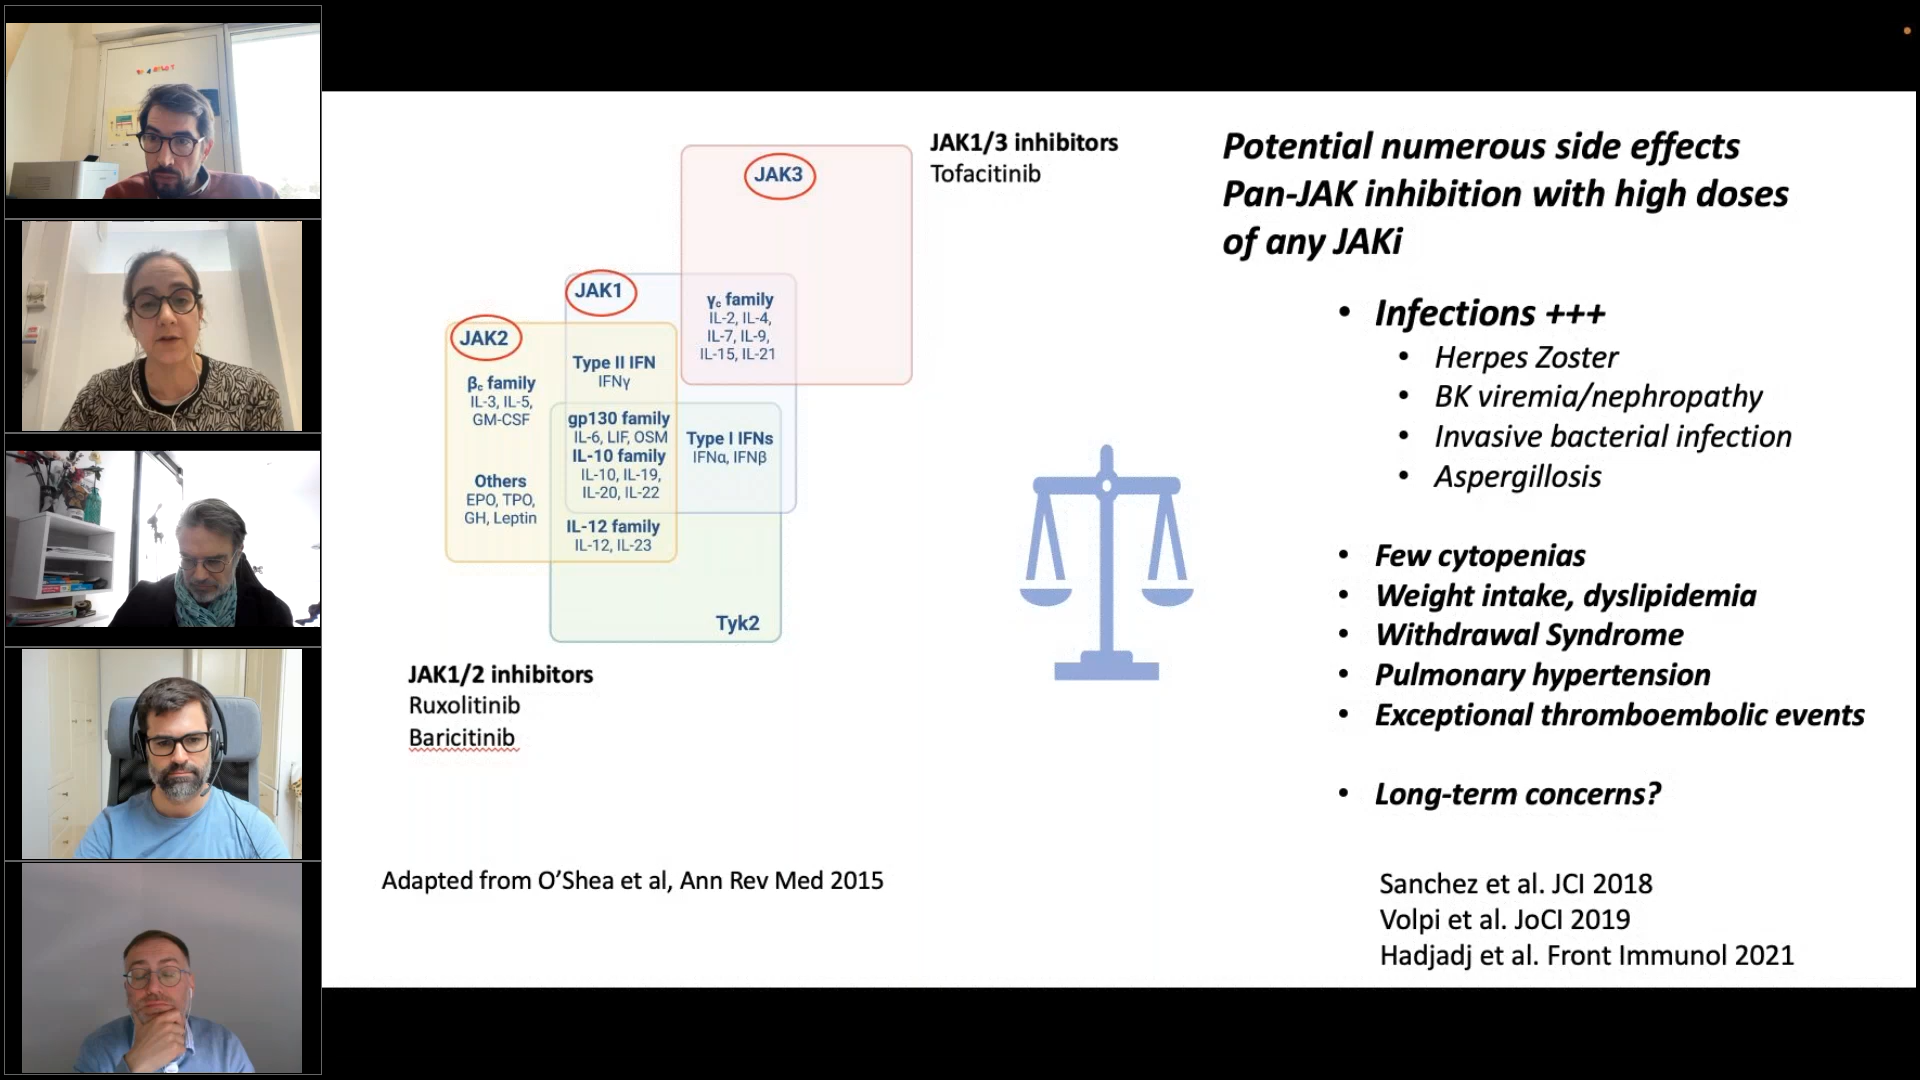 JAK3
JAK1/3 inhibitors
Tofacitinib
JAK1
γc family
IL-2, IL-4,
IL-7, IL-9,
IL-15, IL-21
JAK2
βc family
IL-3, IL-5,
GM-CSF
Others
EPO, TPO,
GH, Leptin
Type II IFN
IFNγ
gp130 family
IL-6, LIF, OSM
IL-10 family
IL-10, IL-19,
IL-20, IL-22
IL-12 family
IL-12, IL-23
Type I IFNs
IFNα, IFNβ
Tyk2
JAK1/2 inhibitors
Ruxolitinib
Baricitinib
Adapted from O’Shea et al, Ann Rev Med 2015
Potential numerous side effects
Pan-JAK inhibition with high doses
of any JAKi
• Infections +++
• Herpes Zoster
• BK viremia/nephropathy
• Invasive bacterial infection
• Aspergillosis
• Few cytopenias
• Weight intake, dyslipidemia
• Withdrawal Syndrome
• Pulmonary hypertension
• Exceptional thromboembolic events
• Long-term concerns?
Sanchez et al. JCI 2018
Volpi et al. JoCI 2019
Hadjadj et al. Front Immunol 2021